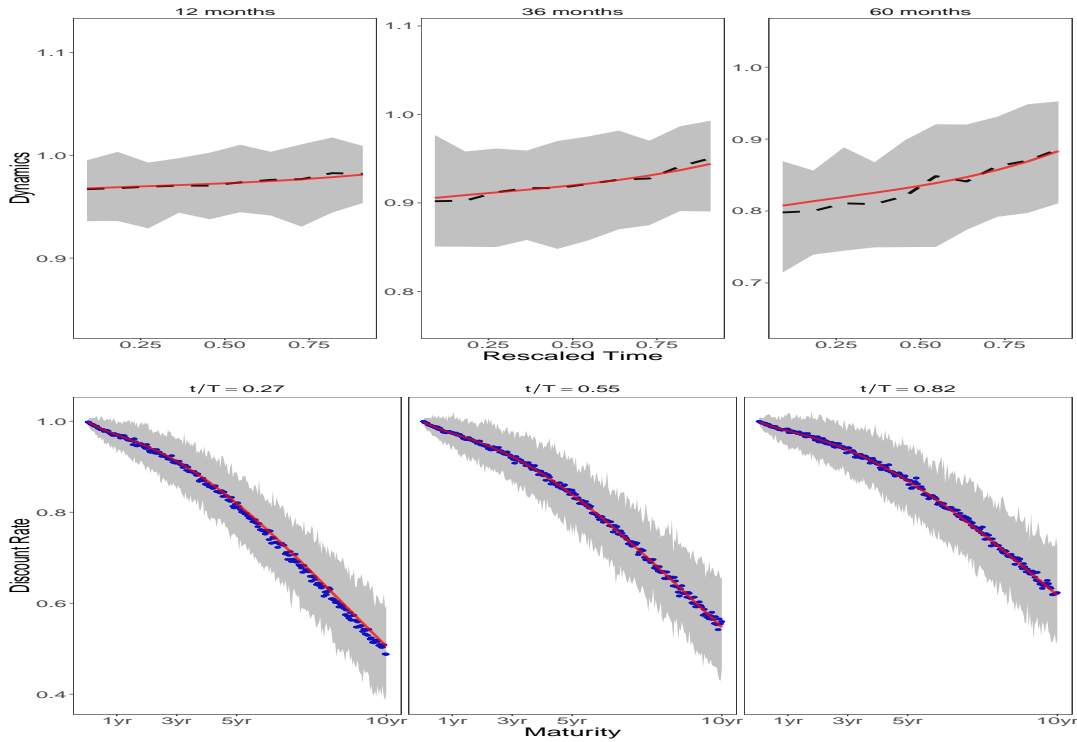 12 months 36 months 60 months
Dynamics
1.1
1.0
0.9
1.1
1.0
0.9
0.8
1.0
0.9
0.8
0.7
0.25 0.50 0.75 0.25 0.50 0.75 0.25 0.50 0.75
Rescaled Time
t/T = 0.27 t/T = 0.55 t/T = 0.82
Discount Rate
1.0
0.8
0.6
0.4
1yr 3yr 5yr 10yr 1yr 3yr 5yr 10yr 1yr 3yr 5yr 10yr
Maturity